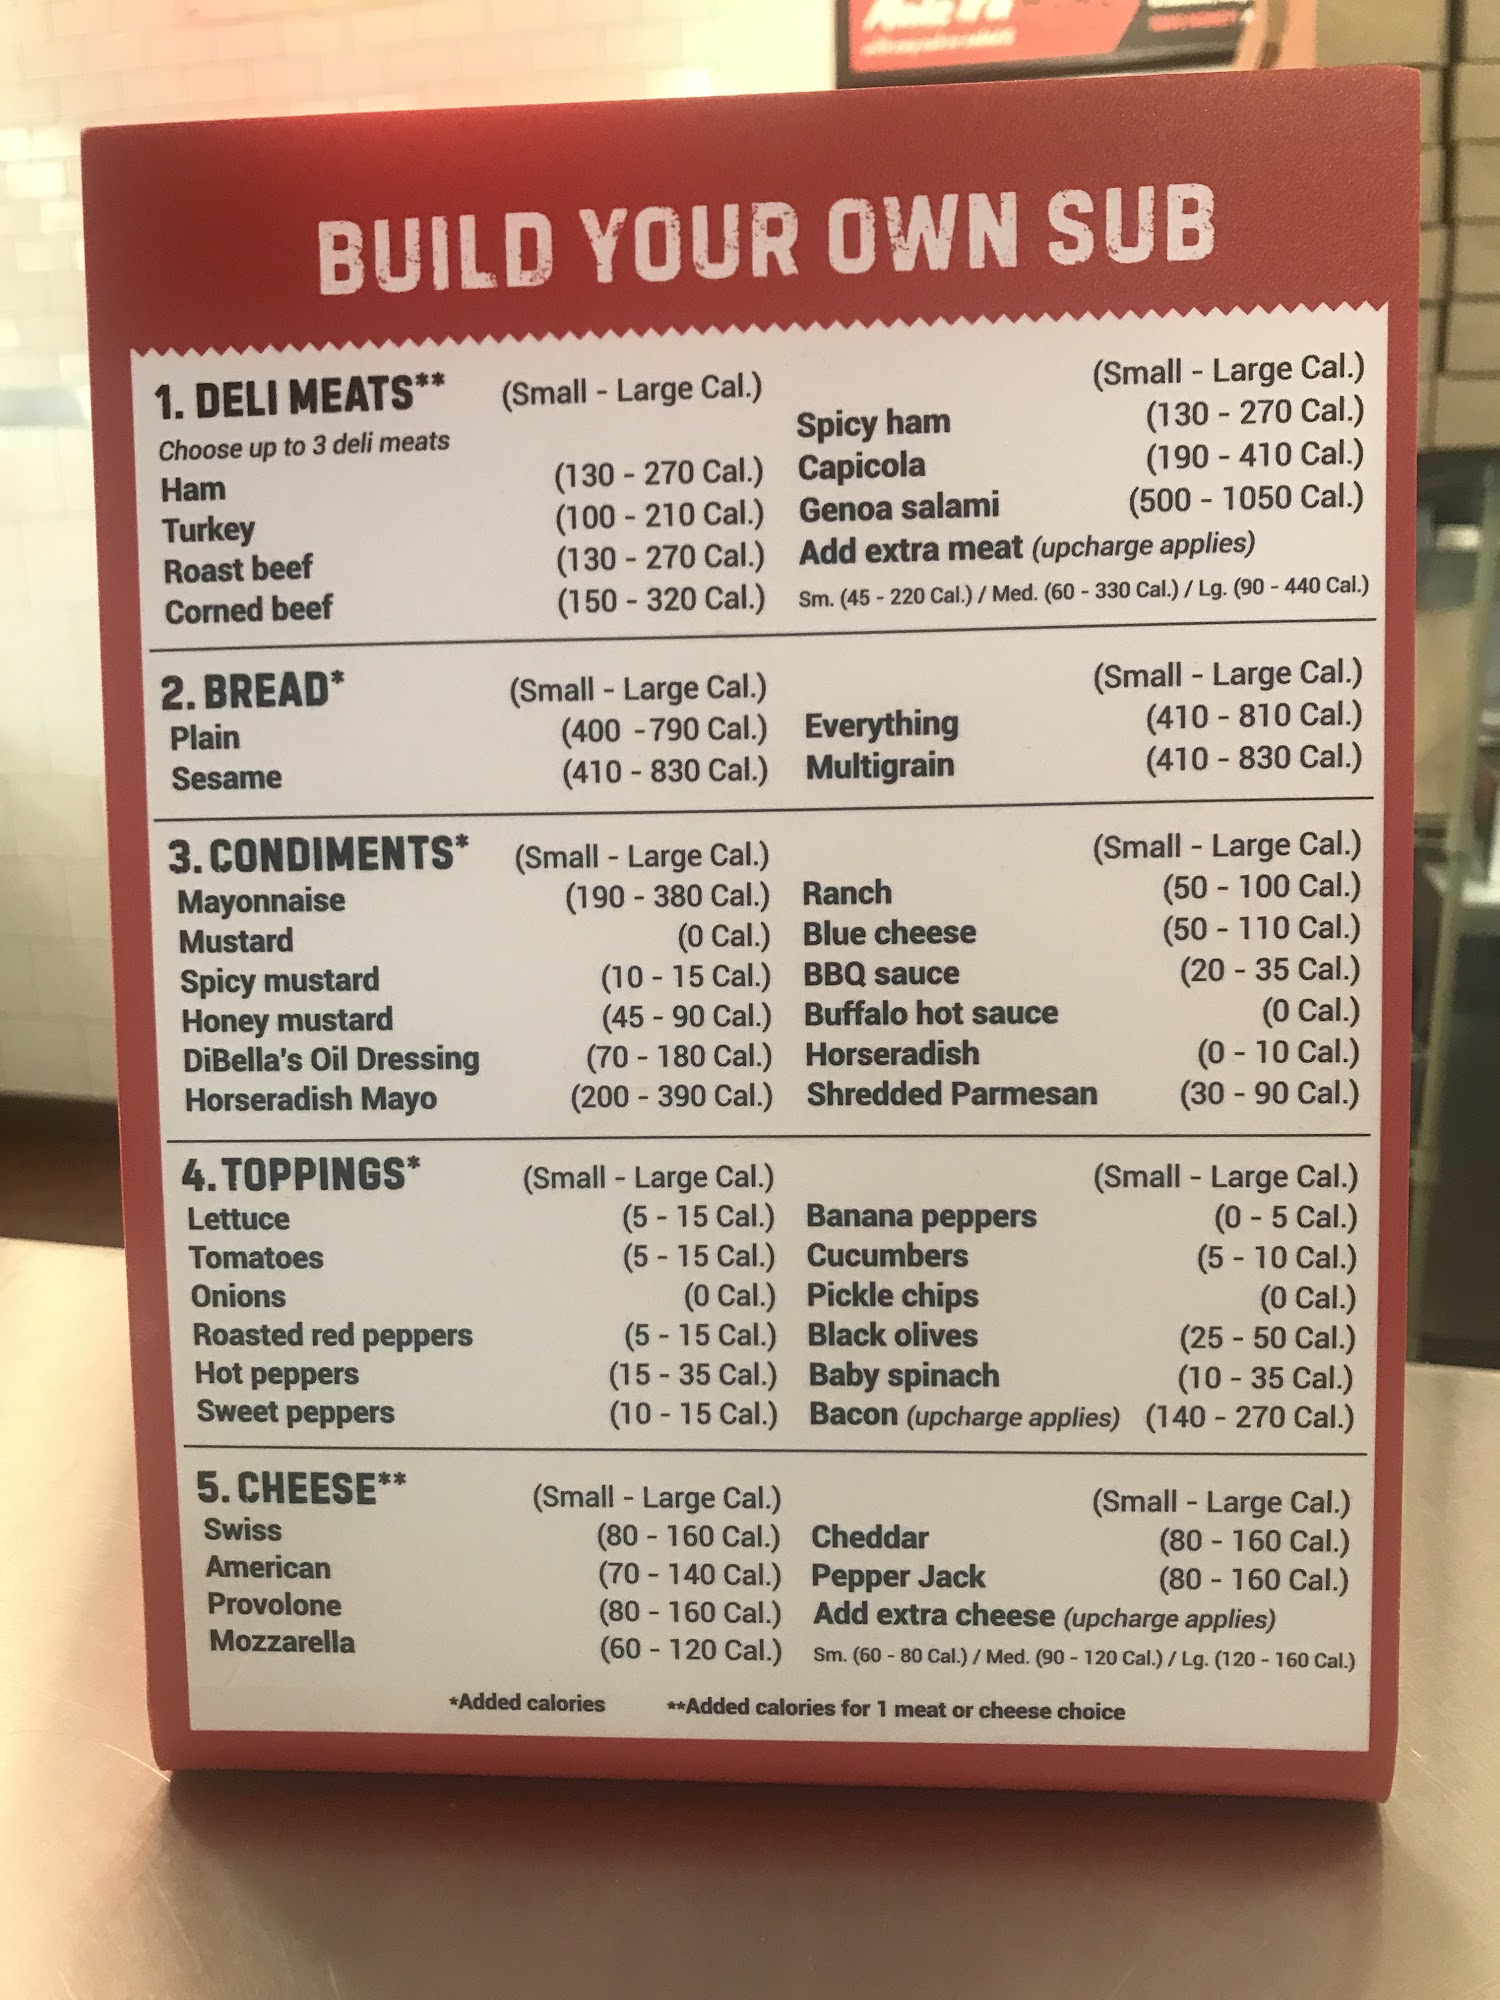 BUILD YOUR OWN SUB
1. DELI MEATS** (Small - Large Cal.)
Choose up to 3 deli meats
Ham (130 - 270 Cal.)
Turkey (100 - 210 Cal.)
Roast beef (130 - 270 Cal.)
Corned beef (150 - 320 Cal.)
(Small - Large Cal.)
Spicy ham (130 - 270 Cal.)
Capicola (190 - 410 Cal.)
Genoa salami (500 - 1050 Cal.)
Add extra meat (upcharge applies)
Sm. (45 - 220 Cal.) / Med. (60 - 330 Cal.) / Lg. (90 - 440 Cal.)
2. BREAD* (Small - Large Cal.)
Plain (400 -790 Cal.)
Sesame (410 - 830 Cal.)
(Small - Large Cal.)
Everything (410 - 810 Cal.)
Multigrain (410 - 830 Cal.)
3. CONDIMENTS* (Small - Large Cal.)
Mayonnaise (190 - 380 Cal.)
Mustard (0 Cal.)
Spicy mustard (10 - 15 Cal.)
Honey mustard (45 - 90 Cal.)
DiBella's Oil Dressing (70 - 180 Cal.)
Horseradish Mayo (200 - 390 Cal.)
(Small - Large Cal.)
Ranch (50 - 100 Cal.)
Blue cheese (50 - 110 Cal.)
BBQ sauce (20 - 35 Cal.)
Buffalo hot sauce (0 Cal.)
Horseradish (0 - 10 Cal.)
Shredded Parmesan (30 - 90 Cal.)
4. TOPPINGS* (Small - Large Cal.)
Lettuce (5 - 15 Cal.)
Tomatoes (5 - 15 Cal.)
Onions (0 Cal.)
Roasted red peppers (5 - 15 Cal.)
Hot peppers (15 - 35 Cal.)
Sweet peppers (10 - 15 Cal.)
(Small - Large Cal.)
Banana peppers (0 - 5 Cal.)
Cucumbers (5 - 10 Cal.)
Pickle chips (0 Cal.)
Black olives (25 - 50 Cal.)
Baby spinach (10 - 35 Cal.)
Bacon (upcharge applies) (140 - 270 Cal.)
5. CHEESE** (Small - Large Cal.)
Swiss (80 - 160 Cal.)
American (70 - 140 Cal.)
Provolone (80 - 160 Cal.)
Mozzarella (60 - 120 Cal.)
(Small - Large Cal.)
Cheddar (80 - 160 Cal.)
Pepper Jack (80 - 160 Cal.)
Add extra cheese (upcharge applies)
Sm. (60 - 80 Cal.) / Med. (90 - 120 Cal.) / Lg. (120 - 160 Cal.)
*Added calories **Added calories for 1 meat or cheese choice